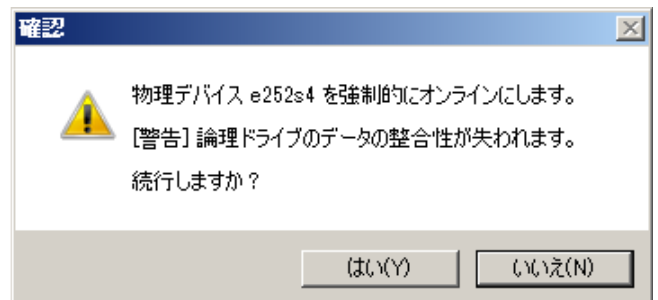 確認
物理デバイス e252s4 を強制的にオンラインにします。
[警告] 論理ドライブのデータの整合性が失われます。
続行しますか？
はい(Y)
いいえ(N)